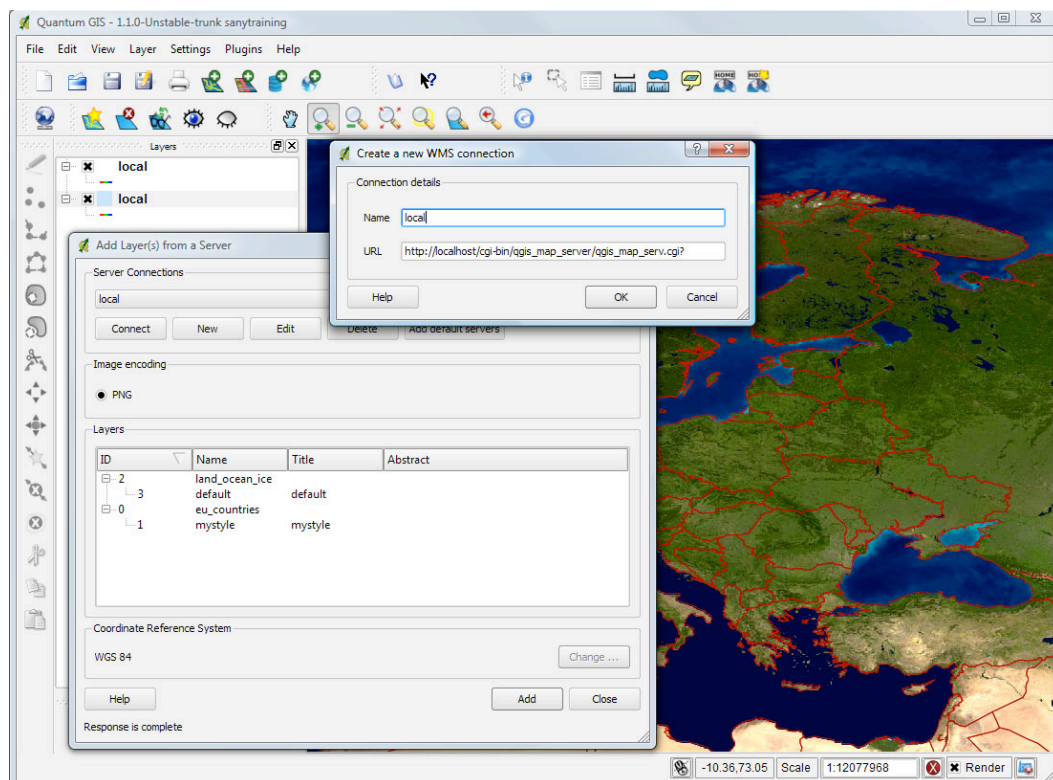 Quantum GIS - 1.1.0-Unstable-trunk sanytraining
File Edit View Layer Settings Plugins Help
HOME HO
Layers
local
local
Create a new WMS connection
Connection details
Name local
URL http://localhost/cgi-bin/qgis_map_server/qgis_map_serv.cgi?
Help OK Cancel
Add Layer(s) from a Server
Server Connections
local
Connect New Edit Delete Add default servers
Image encoding
PNG
Layers
ID Name Title Abstract
2 land_ocean_ice
3 default default
0 eu_countries
1 mystyle mystyle
Coordinate Reference System
WGS 84 Change ...
Help Add Close
Response is complete
-10.36,73.05 Scale 1:12077968 Render